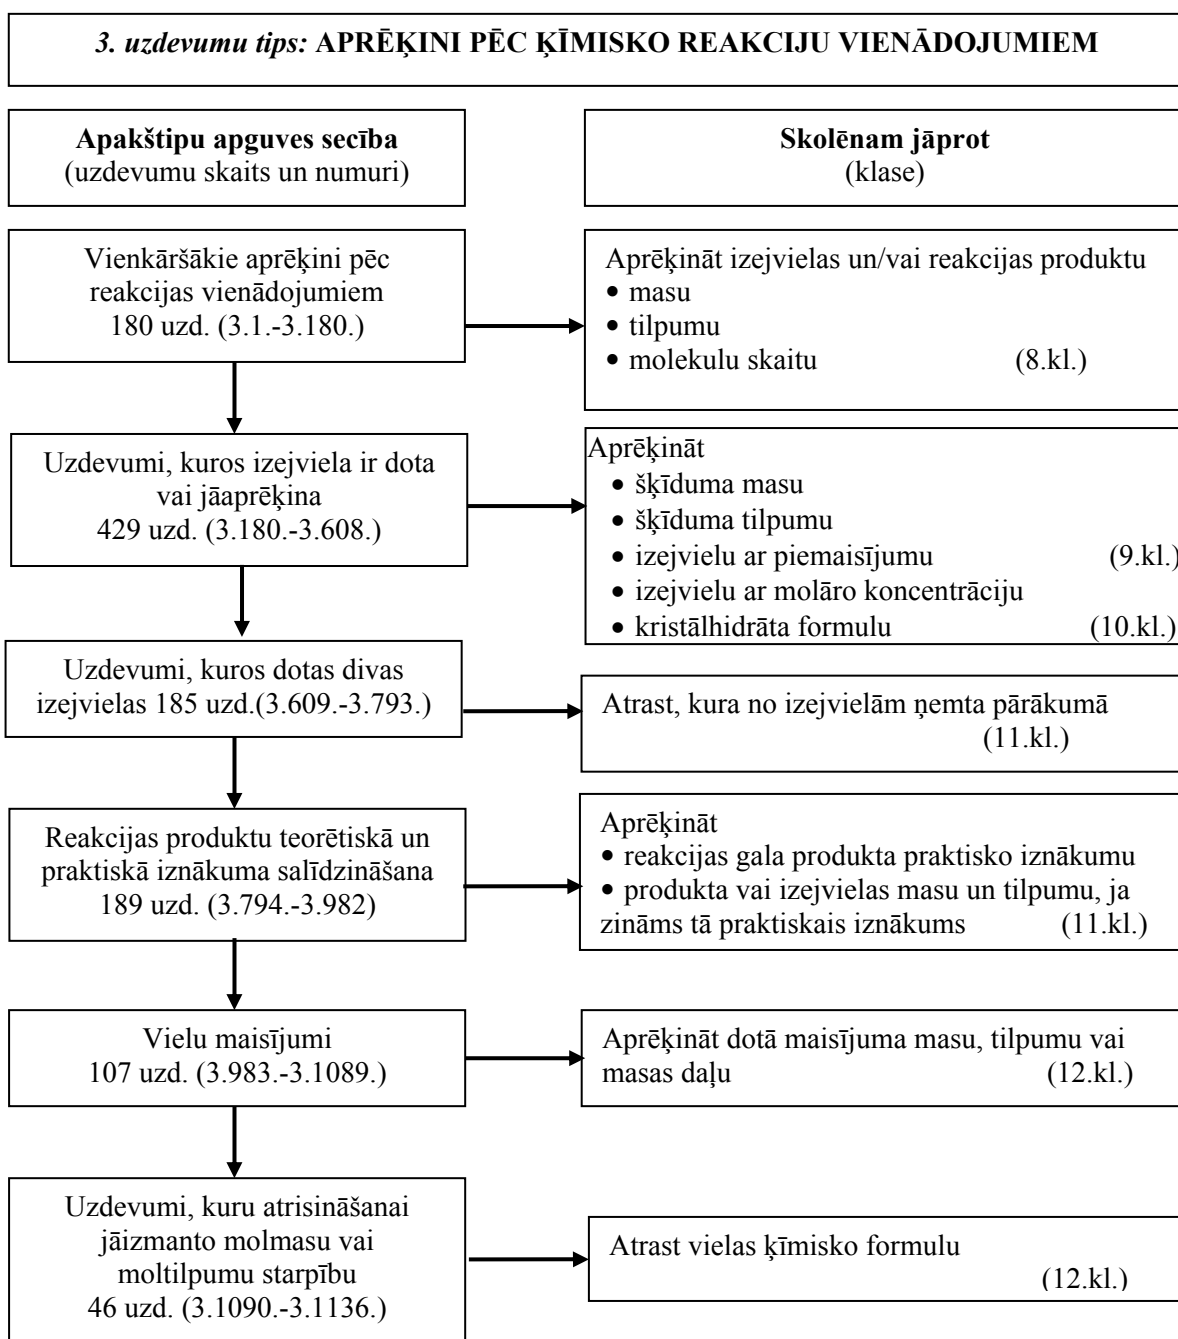 3. uzdevumu tips: APRĒĶINI PĒC ĶĪMISKO REAKCIJU VIENĀDOJUMIEM
Apakštipu apguves secība
(uzdevumu skaits un numuri)
Skolēnam jāprot
(klase)
Vienkāršākie aprēķini pēc
reakcijas vienādojumiem
180 uzd. (3.1.-3.180.)
Aprēķināt izejvielas un/vai reakcijas produktu
• masu
• tilpumu
• molekulu skaitu (8.kl.)
Uzdevumi, kuros izejviela ir dota
vai jāaprēķina
429 uzd. (3.180.-3.608.)
Aprēķināt
• šķīduma masu
• šķīduma tilpumu
• izejvielu ar piemaisījumu (9.kl.)
• izejvielu ar molāro koncentrāciju
• kristālhidrāta formulu (10.kl.)
Uzdevumi, kuros dotas divas
izejvielas 185 uzd.(3.609.-3.793.)
Atrast, kura no izejvielām ņemta pārākumā
(11.kl.)
Reakcijas produktu teorētiskā un
praktiskā iznākuma salīdzināšana
189 uzd. (3.794.-3.982)
Aprēķināt
• reakcijas gala produkta praktisko iznākumu
• produkta vai izejvielas masu un tilpumu, ja
zināms tā praktiskais iznākums (11.kl.)
Vielu maisījumi
107 uzd. (3.983.-3.1089.)
Aprēķināt dotā maisījuma masu, tilpumu vai
masas daļu (12.kl.)
Uzdevumi, kuru atrisināšanai
jāizmanto molmasu vai
moltilpumu starpību
46 uzd. (3.1090.-3.1136.)
Atrast vielas ķīmisko formulu
(12.kl.)